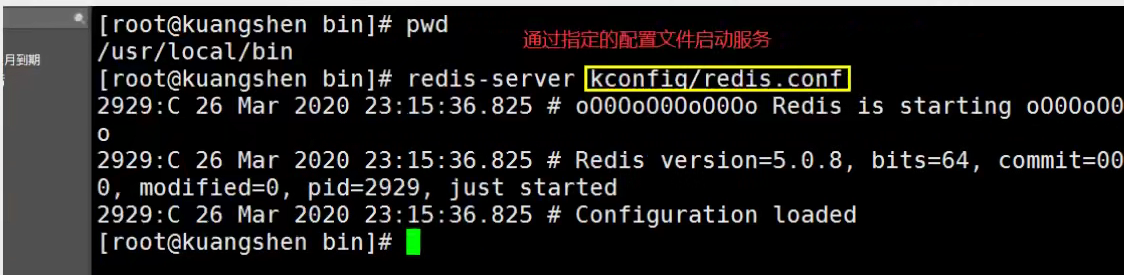 [root@kuangshen bin]# pwd
通过指定的配置文件启动服务
/usr/local/bin
月到期
[root@kuangshen bin]# redis-server kconfig/redis.conf
2929:C 26 Mar 2020 23:15:36.825 # oO0OoO0OoO0Oo Redis is starting oO0OoO0
o
2929:C 26 Mar 2020 23:15:36.825 # Redis version=5.0.8, bits=64, commit=00
0, modified=0, pid=2929, just started
2929:C 26 Mar 2020 23:15:36.825 # Configuration loaded
[root@kuangshen bin]#